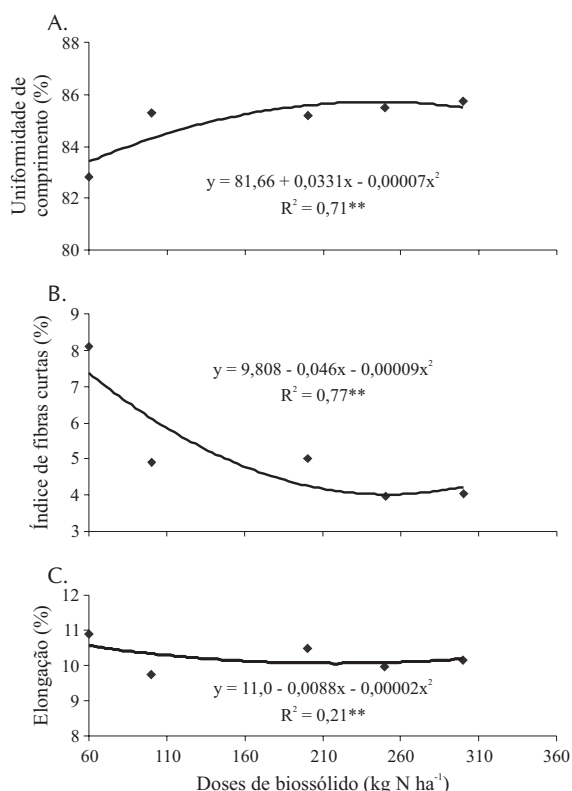 A.
88
86
84
82
80
Uniformidade de
comprimento (%)
y = 81,66 + 0,0331x - 0,00007x²
R² = 0,71**
B.
9
8
7
6
5
4
3
Índice de fibras curtas (%)
y = 9,808 - 0,046x - 0,00009x²
R² = 0,77**
C.
12
11
10
9
8
Elongação (%)
y = 11,0 - 0,0088x - 0,00002x²
R² = 0,21**
60 110 160 210 260 310 360
Doses de biossólido (kg N ha⁻¹)